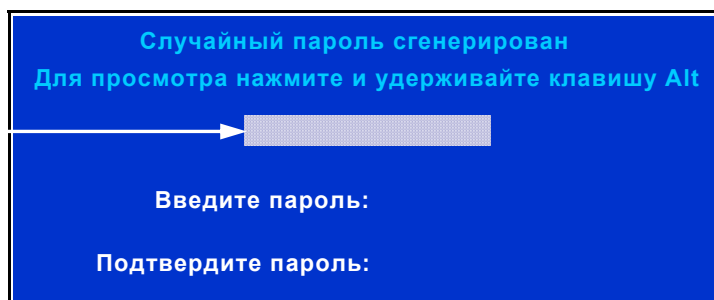 Случайный пароль сгенерирован
Для просмотра нажмите и удерживайте клавишу Alt
Введите пароль:
Подтвердите пароль: